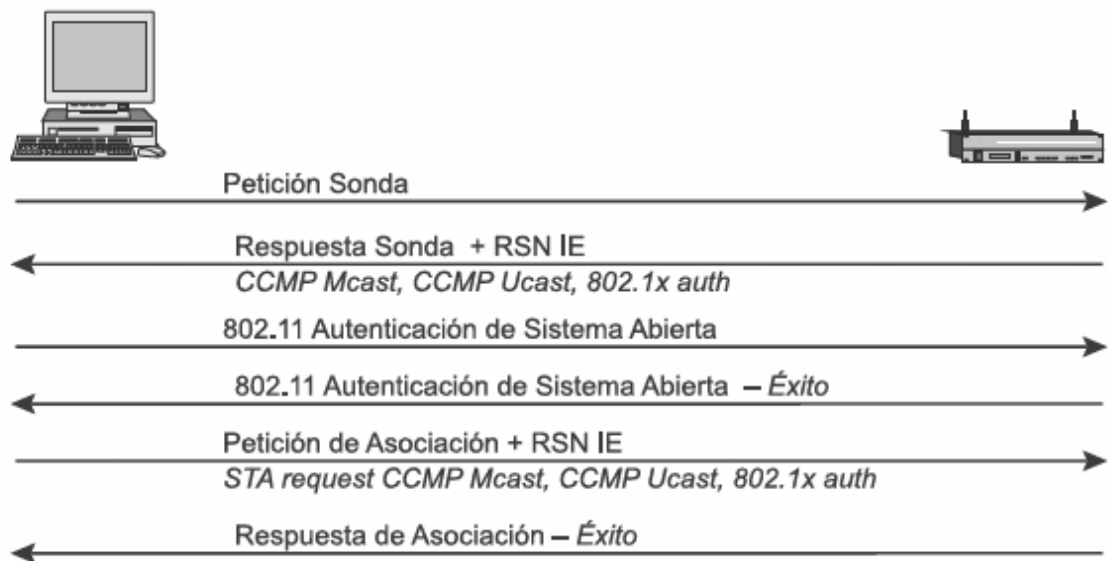 Petición Sonda
Respuesta Sonda + RSN IE
CCMP Mcast, CCMP Ucast, 802.1x auth
802.11 Autenticación de Sistema Abierta
802.11 Autenticación de Sistema Abierta – Éxito
Petición de Asociación + RSN IE
STA request CCMP Mcast, CCMP Ucast, 802.1x auth
Respuesta de Asociación – Éxito